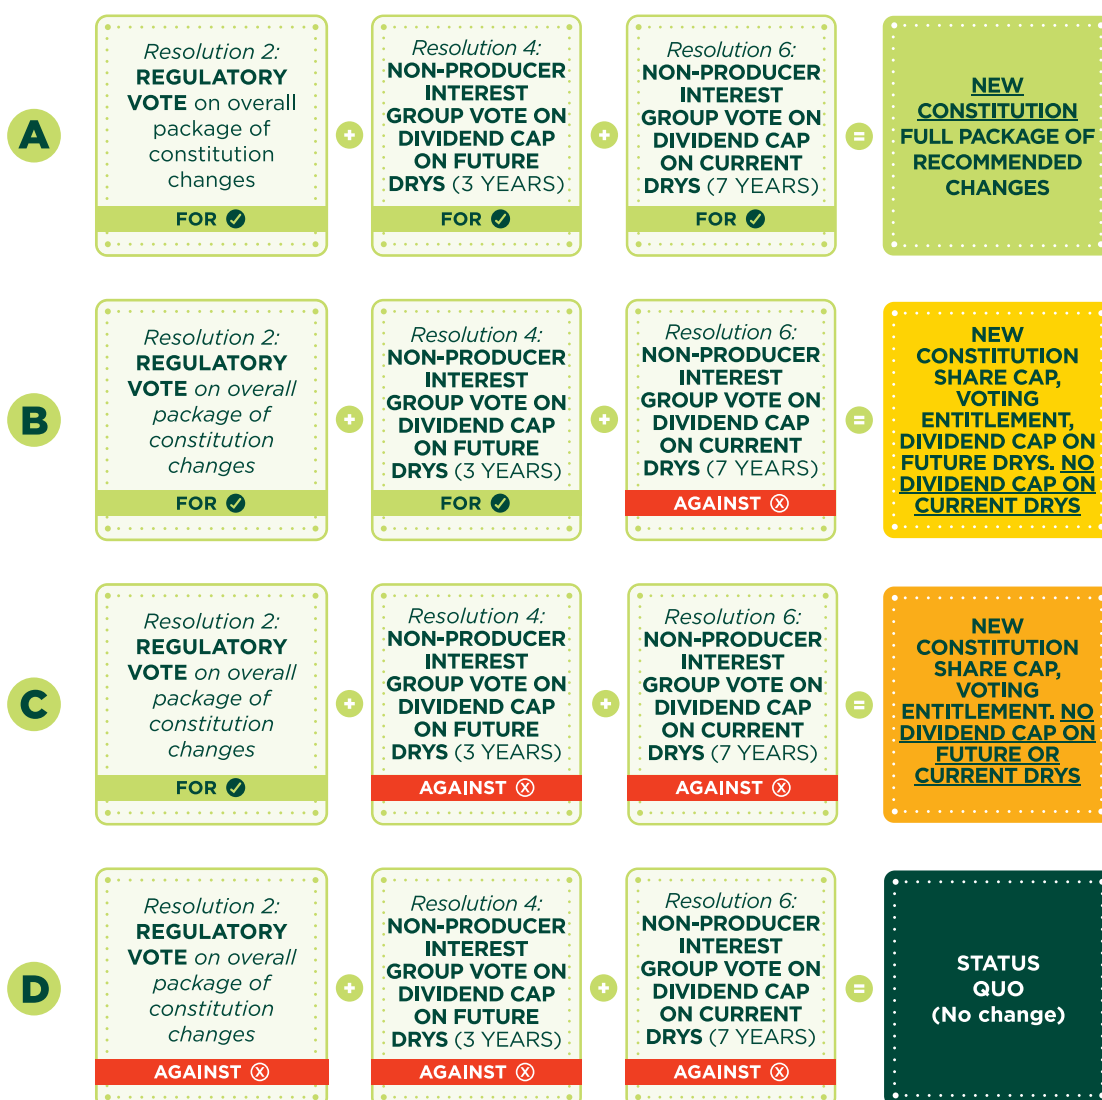 A
Resolution 2:
REGULATORY
VOTE on overall
package of
constitution
changes
FOR
+
Resolution 4:
NON-PRODUCER
INTEREST
GROUP VOTE ON
DIVIDEND CAP
ON FUTURE
DRYS (3 YEARS)
FOR
+
Resolution 6:
NON-PRODUCER
INTEREST
GROUP VOTE ON
DIVIDEND CAP
ON CURRENT
DRYS (7 YEARS)
FOR
=
NEW
CONSTITUTION
FULL PACKAGE OF
RECOMMENDED
CHANGES
B
Resolution 2:
REGULATORY
VOTE on overall
package of
constitution
changes
FOR
+
Resolution 4:
NON-PRODUCER
INTEREST
GROUP VOTE ON
DIVIDEND CAP
ON FUTURE
DRYS (3 YEARS)
FOR
+
Resolution 6:
NON-PRODUCER
INTEREST
GROUP VOTE ON
DIVIDEND CAP
ON CURRENT
DRYS (7 YEARS)
AGAINST
=
NEW
CONSTITUTION
SHARE CAP,
VOTING
ENTITLEMENT,
DIVIDEND CAP ON
FUTURE DRYS. NO
DIVIDEND CAP ON
CURRENT DRYS
C
Resolution 2:
REGULATORY
VOTE on overall
package of
constitution
changes
FOR
+
Resolution 4:
NON-PRODUCER
INTEREST
GROUP VOTE ON
DIVIDEND CAP
ON FUTURE
DRYS (3 YEARS)
AGAINST
+
Resolution 6:
NON-PRODUCER
INTEREST
GROUP VOTE ON
DIVIDEND CAP
ON CURRENT
DRYS (7 YEARS)
AGAINST
=
NEW
CONSTITUTION
SHARE CAP,
VOTING
ENTITLEMENT. NO
DIVIDEND CAP ON
FUTURE OR
CURRENT DRYS
D
Resolution 2:
REGULATORY
VOTE on overall
package of
constitution
changes
AGAINST
+
Resolution 4:
NON-PRODUCER
INTEREST
GROUP VOTE ON
DIVIDEND CAP
ON FUTURE
DRYS (3 YEARS)
AGAINST
+
Resolution 6:
NON-PRODUCER
INTEREST
GROUP VOTE ON
DIVIDEND CAP
ON CURRENT
DRYS (7 YEARS)
AGAINST
=
STATUS
QUO
(No change)